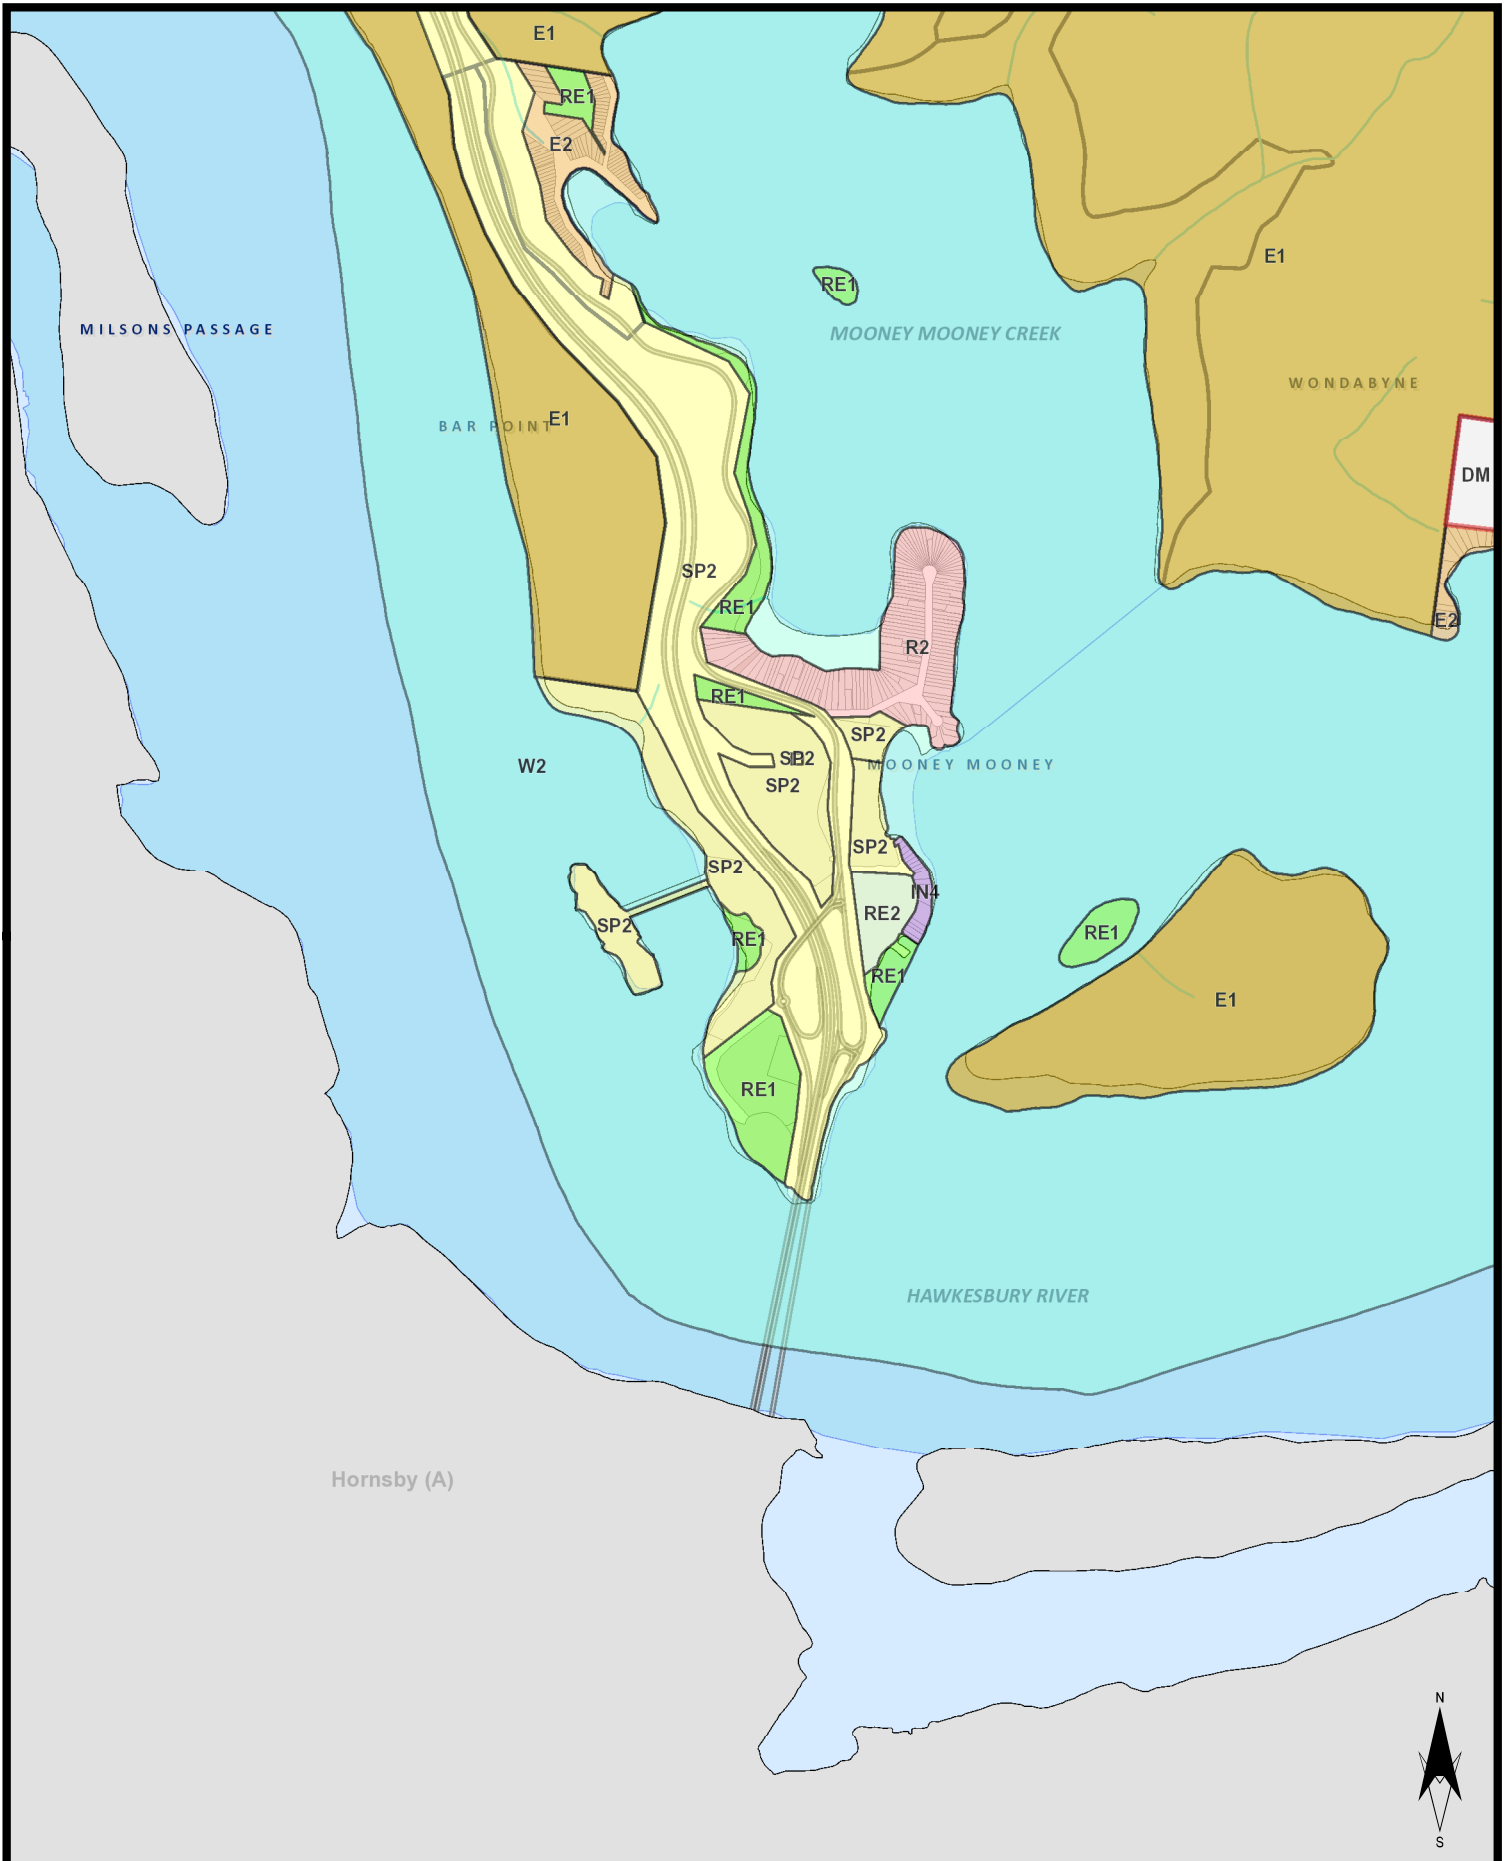 E1
RE1
E2
E1
RE1
MILSONS PASSAGE
MOONEY MOONEY CREEK
WONDABYNE
BAR POINT
E1
DM
SP2
RE1
E2
R2
RE1
SP2
SP2
W2
MOONEY MOONEY
SP2
SP2
SP2
IN4
RE2
SP2
RE1
RE1
RE1
E1
RE1
HAWKESBURY RIVER
Hornsby (A)
N
S